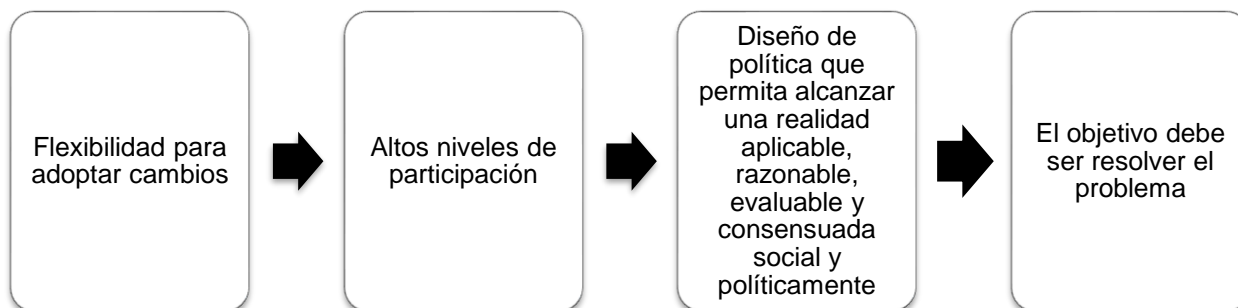 Flexibilidad para
adoptar cambios
Altos niveles de
participación
Diseño de
política que
permita alcanzar
una realidad
aplicable,
razonable,
evaluable y
consensuada
social y
políticamente
El objetivo debe
ser resolver el
problema